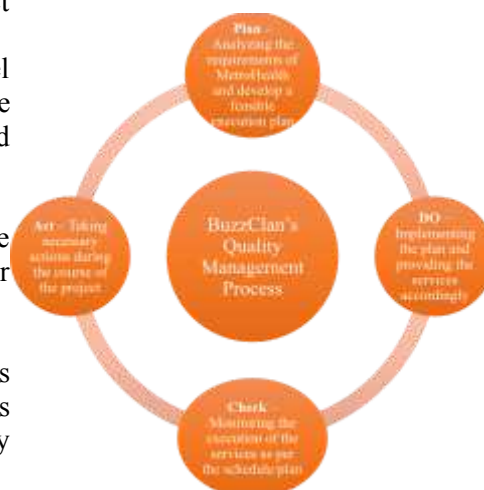 t
el
e
d
e
r
s
s
y
Plan –
Analyzing the
requirements of
MetroHealth
and develop a
feasible
execution plan
DO –
Implementing
the plan and
providing the
services
accordingly
Check –
Monitoring the
execution of the
services as per
the schedule plan
Act – Taking
necessary
actions during
the course of
the project
BuzzClan's
Quality
Management
Process